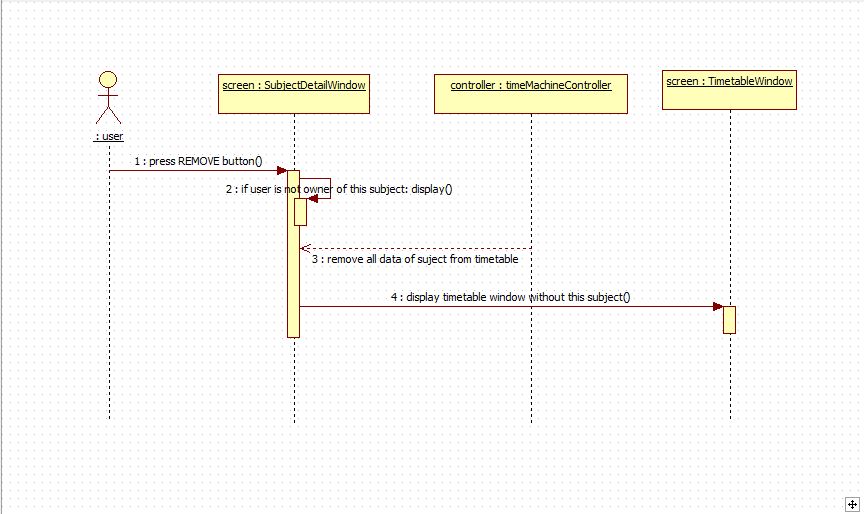 screen : SubjectDetailWindow
controller : timeMachineController
screen : TimetableWindow
: user
1 : press REMOVE button()
2 : if user is not owner of this subject: display()
3 : remove all data of suject from timetable
4 : display timetable window without this subject()